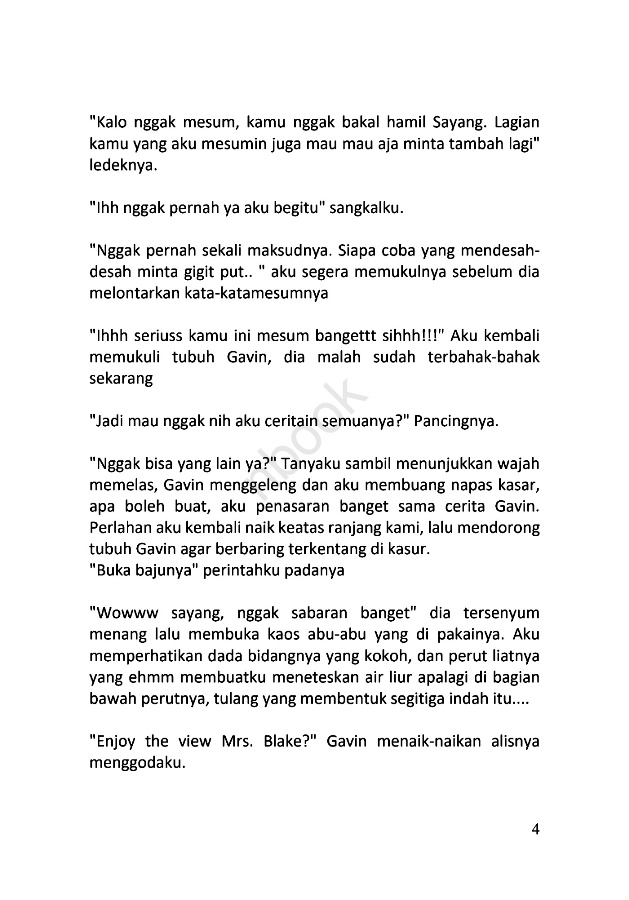 "Kalo nggak mesum, kamu nggak bakal hamil Sayang. Lagian
kamu yang aku mesumin juga mau mau aja minta tambah lagi"
ledeknya.
"Ihh nggak pernah ya aku begitu" sangkalku.
"Nggak pernah sekali maksudnya. Siapa coba yang mendesah-
desah minta gigit put.. " aku segera memukulnya sebelum dia
melontarkan kata-katamesumnya
"Ihhh seriuss kamu ini mesum bangettt sihhh!!!" Aku kembali
memukuli tubuh Gavin, dia malah sudah terbahak-bahak
sekarang
"Jadi mau nggak nih aku ceritain semuanya?" Pancingnya.
"Nggak bisa yang lain ya?" Tanyaku sambil menunjukkan wajah
memelas, Gavin menggeleng dan aku membuang napas kasar,
apa boleh buat, aku penasaran banget sama cerita Gavin.
Perlahan aku kembali naik keatas ranjang kami, lalu mendorong
tubuh Gavin agar berbaring terkentang di kasur.
"Buka bajunya" perintahku padanya
"Wowww sayang, nggak sabaran banget" dia tersenyum
menang lalu membuka kaos abu-abu yang di pakainya. Aku
memperhatikan dada bidangnya yang kokoh, dan perut liatnya
yang ehmm membuatku meneteskan air liur apalagi di bagian
bawah perutnya, tulang yang membentuk segitiga indah itu....
"Enjoy the view Mrs. Blake?" Gavin menaik-naikan alisnya
menggodaku.
4